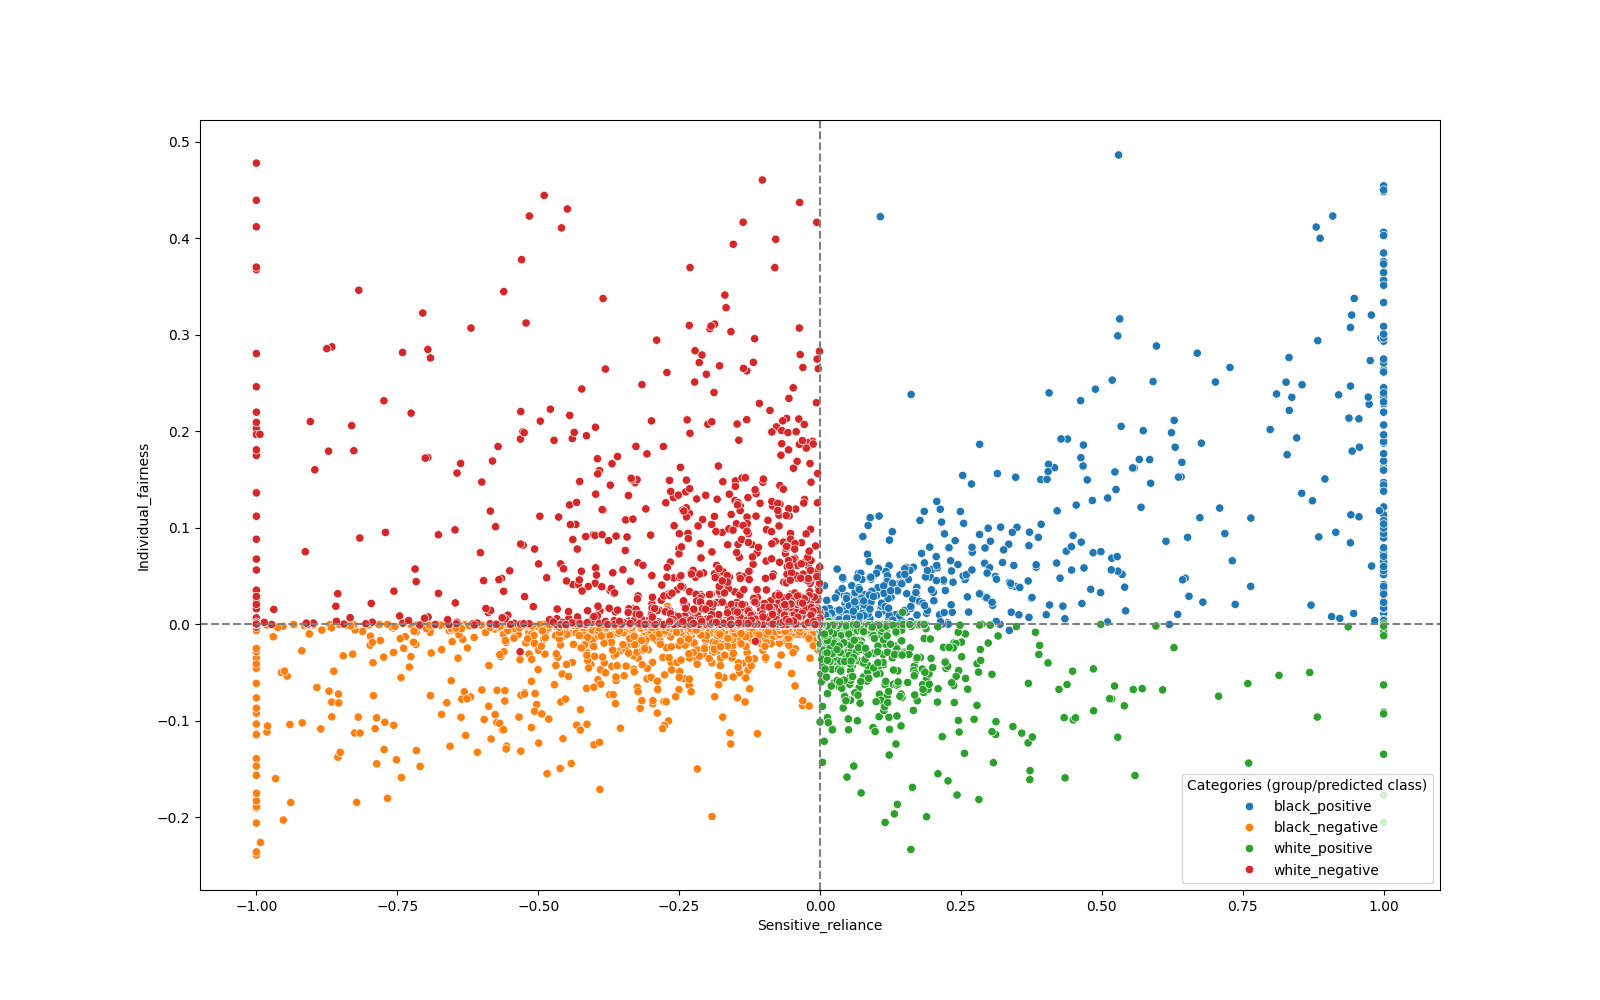 0.5
0.4
0.3
0.2
0.1
0.0
−0.1
−0.2
Individual_fairness
−1.00 −0.75 −0.50 −0.25 0.00 0.25 0.50 0.75 1.00
Sensitive_reliance
Categories (group/predicted class)
black_positive
black_negative
white_positive
white_negative